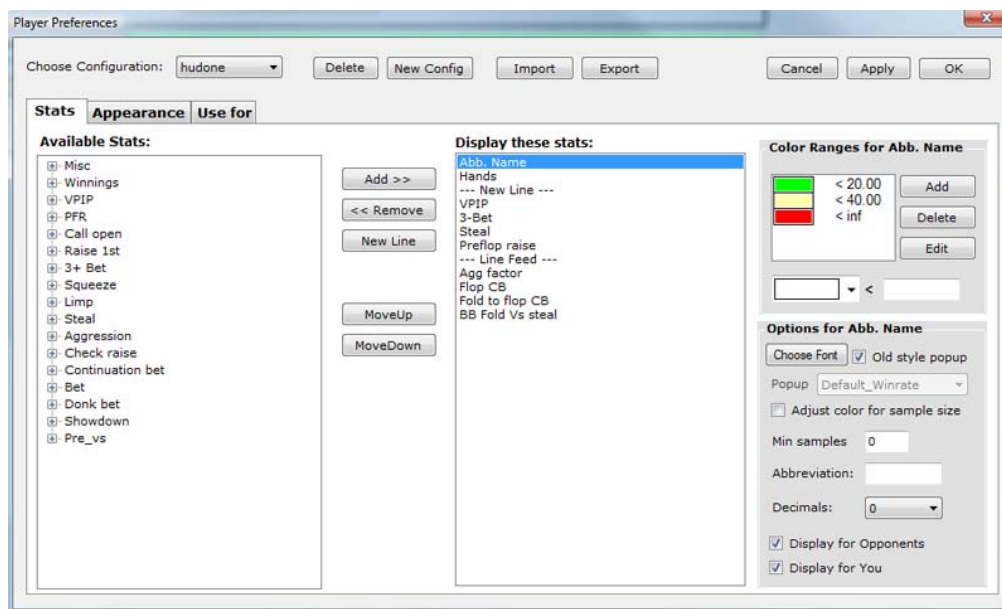 Player Preferences
Choose Configuration: hudone Delete New Config Import Export Cancel Apply OK
Stats Appearance Use for
Available Stats:
Misc
Winnings
VPIP
PFR
Call open
Raise 1st
3+ Bet
Squeeze
Limp
Steal
Aggression
Check raise
Continuation bet
Bet
Donk bet
Showdown
Pre_vs
Add >>
<< Remove
New Line
MoveUp
MoveDown
Display these stats:
Abb. Name
Hands
--- New Line ---
VPIP
3-Bet
Steal
Preflop raise
--- Line Feed ---
Agg factor
Flop CB
Fold to flop CB
BB Fold Vs steal
Color Ranges for Abb. Name
< 20.00
< 40.00
< inf
Add
Delete
Edit
<
Options for Abb. Name
Choose Font Old style popup
Popup Default_Winrate
Adjust color for sample size
Min samples 0
Abbreviation:
Decimals: 0
Display for Opponents
Display for You